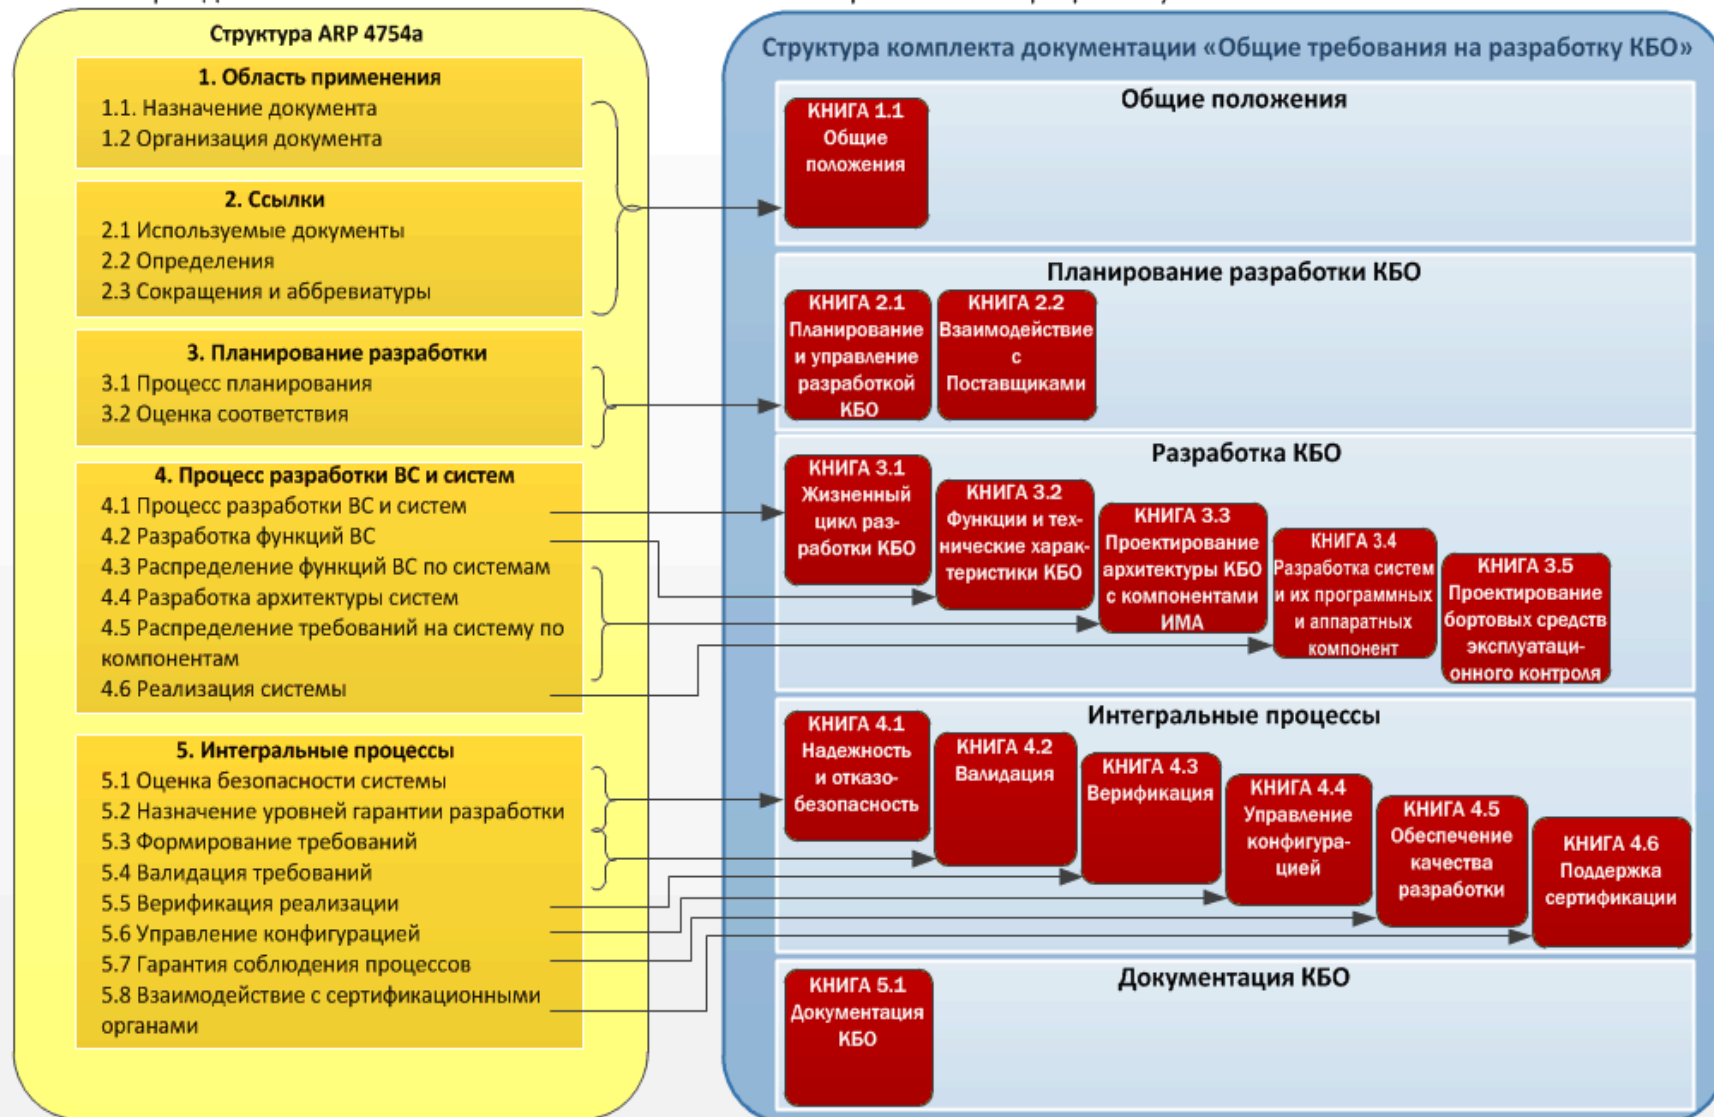 Структура ARP 4754a
1. Область применения
1.1. Назначение документа
1.2 Организация документа
2. Ссылки
2.1 Используемые документы
2.2 Определения
2.3 Сокращения и аббревиатуры
3. Планирование разработки
3.1 Процесс планирования
3.2 Оценка соответствия
4. Процесс разработки ВС и систем
4.1 Процесс разработки ВС и систем
4.2 Разработка функций ВС
4.3 Распределение функций ВС по системам
4.4 Разработка архитектуры систем
4.5 Распределение требований на систему по
компонентам
4.6 Реализация системы
5. Интегральные процессы
5.1 Оценка безопасности системы
5.2 Назначение уровней гарантии разработки
5.3 Формирование требований
5.4 Валидация требований
5.5 Верификация реализации
5.6 Управление конфигурацией
5.7 Гарантия соблюдения процессов
5.8 Взаимодействие с сертификационными
органами
Структура комплекта документации «Общие требования на разработку КБО»
Общие положения
КНИГА 1.1
Общие
положения
Планирование разработки КБО
КНИГА 2.1
Планирование
и управление
разработкой
КБО
КНИГА 2.2
Взаимодействие
с
Поставщиками
Разработка КБО
КНИГА 3.1
Жизненный
цикл раз-
работки КБО
КНИГА 3.2
Функции и тех-
нические харак-
теристики КБО
КНИГА 3.3
Проектирование
архитектуры КБО
с компонентами
ИМА
КНИГА 3.4
Разработка систем
и их программных
и аппаратных
компонент
КНИГА 3.5
Проектирование
бортовых средств
эксплуатаци-
онного контроля
Интегральные процессы
КНИГА 4.1
Надежность
и отказо-
безопасность
КНИГА 4.2
Валидация
КНИГА 4.3
Верификация
КНИГА 4.4
Управление
конфигура-
цией
КНИГА 4.5
Обеспечение
качества
разработки
КНИГА 4.6
Поддержка
сертификации
Документация КБО
КНИГА 5.1
Документация
КБО